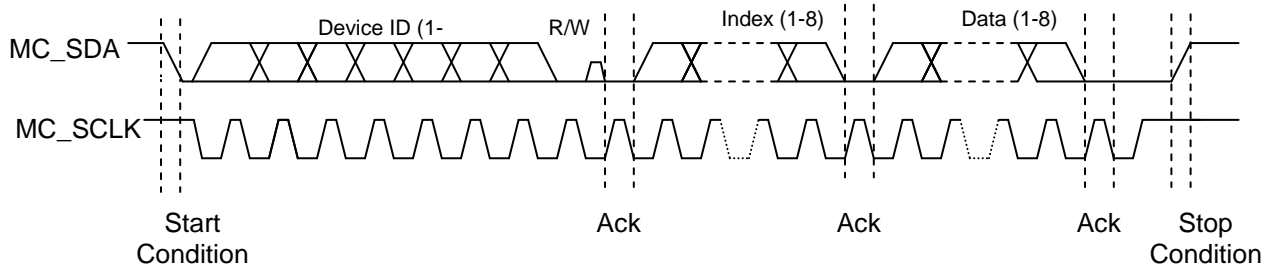 Device ID (1-
R/W
Index (1-8)
Data (1-8)
MC_SDA
MC_SCLK
Start
Condition
Ack
Ack
Ack
Stop
Condition